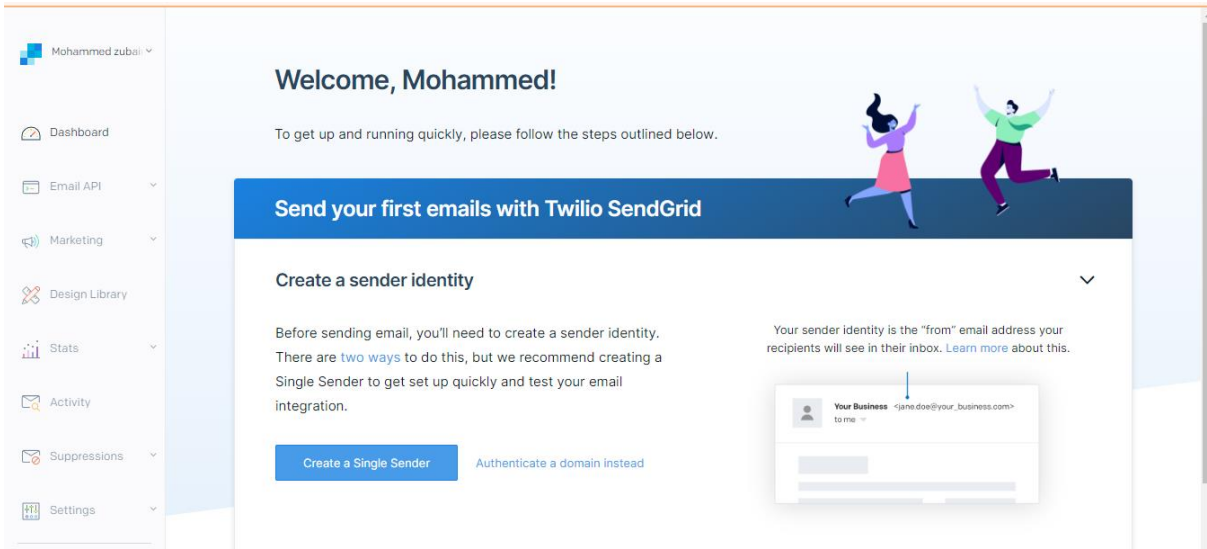 Mohammed zubai
Dashboard
Email API
Marketing
Design Library
Stats
Activity
Suppressions
Settings
Welcome, Mohammed!
To get up and running quickly, please follow the steps outlined below.
Send your first emails with Twilio SendGrid
Create a sender identity
Before sending email, you'll need to create a sender identity.
There are two ways to do this, but we recommend creating a
Single Sender to get set up quickly and test your email
integration.
Create a Single Sender
Authenticate a domain instead
Your sender identity is the "from" email address your
recipients will see in their inbox. Learn more about this.
Your Business <jane.doe@your_business.com>
to me